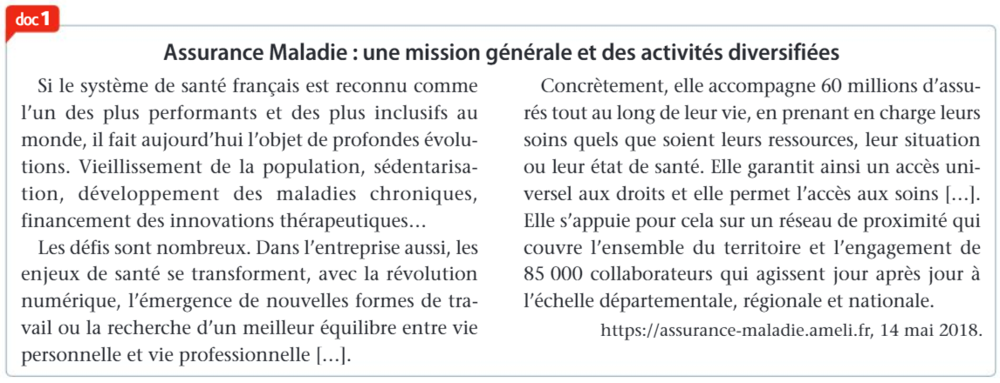 doc 1
Assurance Maladie : une mission générale et des activités diversifiées
Si le système de santé français est reconnu comme
l'un des plus performants et des plus inclusifs au
monde, il fait aujourd'hui l'objet de profondes évolu-
tions. Vieillissement de la population, sédentarisa-
tion, développement des maladies chroniques,
financement des innovations thérapeutiques…
Les défis sont nombreux. Dans l'entreprise aussi, les
enjeux de santé se transforment, avec la révolution
numérique, l'émergence de nouvelles formes de tra-
vail ou la recherche d'un meilleur équilibre entre vie
personnelle et vie professionnelle […].
Concrètement, elle accompagne 60 millions d'assu-
rés tout au long de leur vie, en prenant en charge leurs
soins quels que soient leurs ressources, leur situation
ou leur état de santé. Elle garantit ainsi un accès uni-
versel aux droits et elle permet l'accès aux soins […].
Elle s'appuie pour cela sur un réseau de proximité qui
couvre l'ensemble du territoire et l'engagement de
85 000 collaborateurs qui agissent jour après jour à
l'échelle départementale, régionale et nationale.
https://assurance-maladie.ameli.fr, 14 mai 2018.